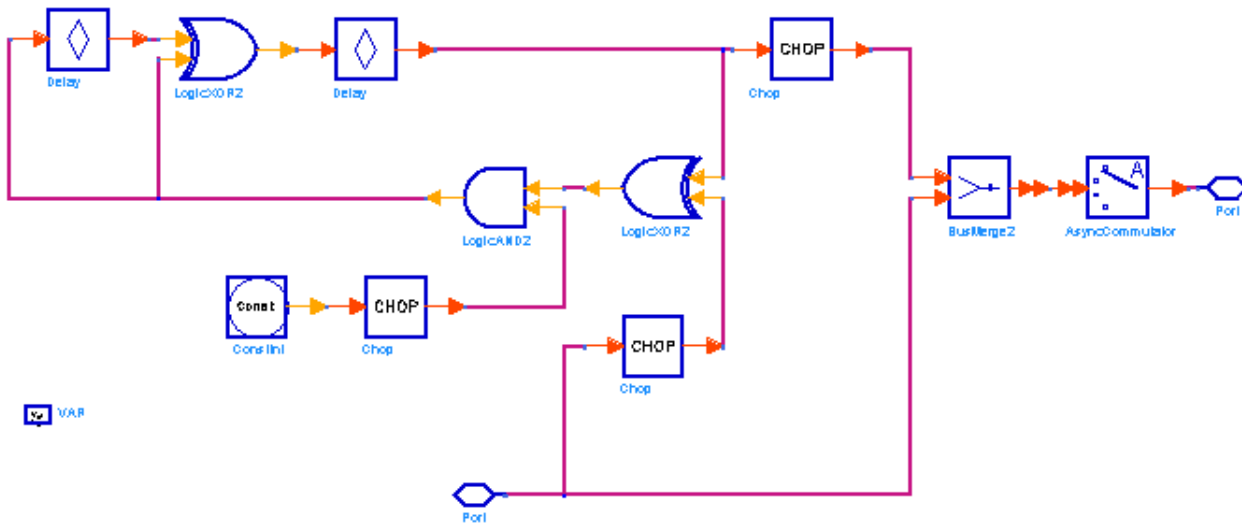 CHOP
Delay
LogicXOR2
Delay
Chop
A
LogicAND2
LogicXOR2
BusMerge2
AsyncCommutator
Port
Const
CHOP
CHOP
ConstInt
Chop
Chop
VAR
Port